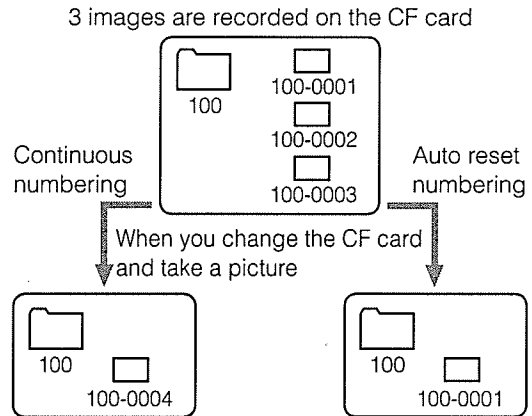 3 images are recorded on the CF card
100
100-0001
100-0002
100-0003
Continuous
numbering
Auto reset
numbering
When you change the CF card
and take a picture
100
100-0004
100
100-0001